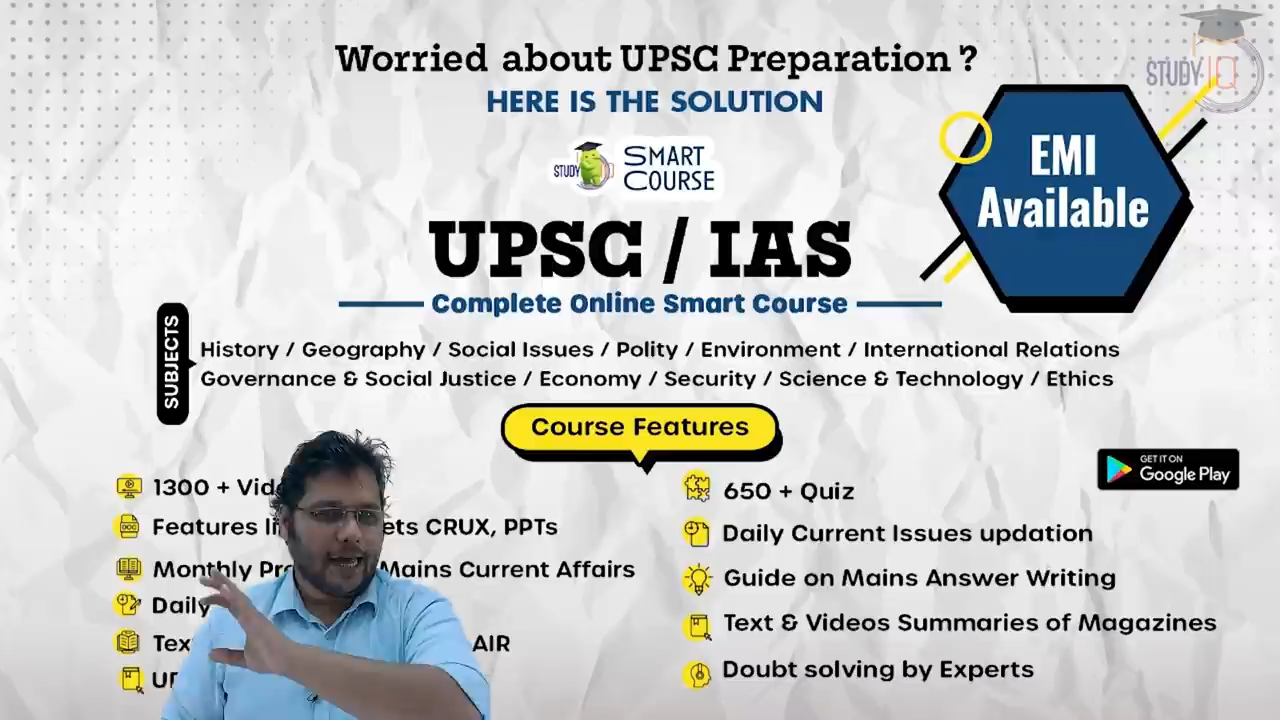 Worried about UPSC Preparation ?
HERE IS THE SOLUTION
STUDY IQ
STUDY
SMART
COURSE
EMI
Available
UPSC / IAS
Complete Online Smart Course
SUBJECTS
History / Geography / Social Issues / Polity / Environment / International Relations
Governance & Social Justice / Economy / Security / Science & Technology / Ethics
Course Features
GET IT ON
Google Play
1300 +
Features CRUX, PPTs
Monthly Mains Current Affairs
Daily
AIR
650 + Quiz
Daily Current Issues updation
Guide on Mains Answer Writing
Text & Videos Summaries of Magazines
Doubt solving by Experts